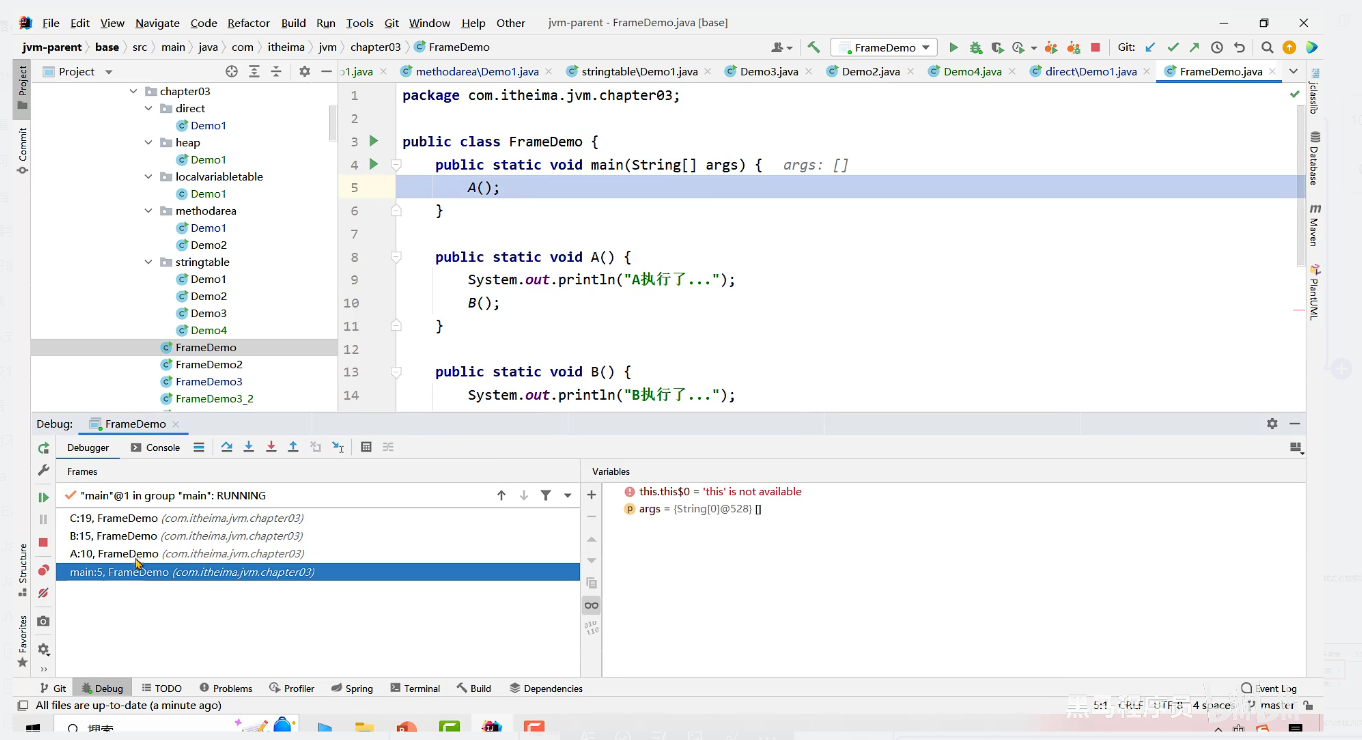 File Edit View Navigate Code Refactor Build Run Tools Git Window Help Other jvm-parent - FrameDemo.java [base]
jvm-parent base src main java com itheima jvm chapter03 FrameDemo
FrameDemo Git:
Project
1.java methodarea\Demo1.java stringtable\Demo1.java Demo3.java Demo2.java Demo4.java direct\Demo1.java FrameDemo.java
Project
Commit
Structure
Favorites
chapter03
direct
Demo1
heap
Demo1
localvariabletable
Demo1
methodarea
Demo1
Demo2
stringtable
Demo1
Demo2
Demo3
Demo4
FrameDemo
FrameDemo2
FrameDemo3
FrameDemo3_2
1 package com.itheima.jvm.chapter03;
2
3 public class FrameDemo {
4 public static void main(String[] args) { args: []
5 A();
6 }
7
8 public static void A() {
9 System.out.println("A执行了...");
10 B();
11 }
12
13 public static void B() {
14 System.out.println("B执行了...");
jclasslib
Database
Maven
PlantUML
Debug: FrameDemo
Debugger Console
Frames
"main"@1 in group "main": RUNNING
C:19, FrameDemo (com.itheima.jvm.chapter03)
B:15, FrameDemo (com.itheima.jvm.chapter03)
A:10, FrameDemo (com.itheima.jvm.chapter03)
main:5, FrameDemo (com.itheima.jvm.chapter03)
Variables
this.this$0 = 'this' is not available
args = {String[0]@528} []
Git Debug TODO Problems Profiler Spring Terminal Build Dependencies Event Log
All files are up-to-date (a minute ago) 5:1 CRLF UTF-8 4 spaces master
黑马程序员
搜索